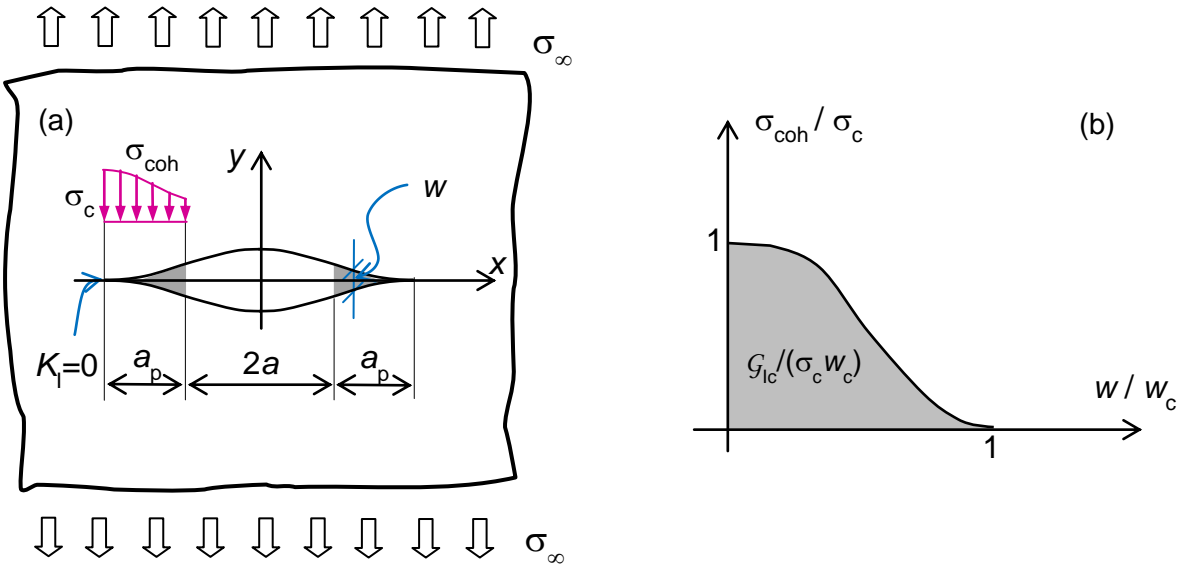 σ∞
(a)
σcoh
y
σc
w
x
KI=0
ap
2a
ap
σ∞
σcoh / σc
(b)
1
GIc/(σc wc)
w / wc
1